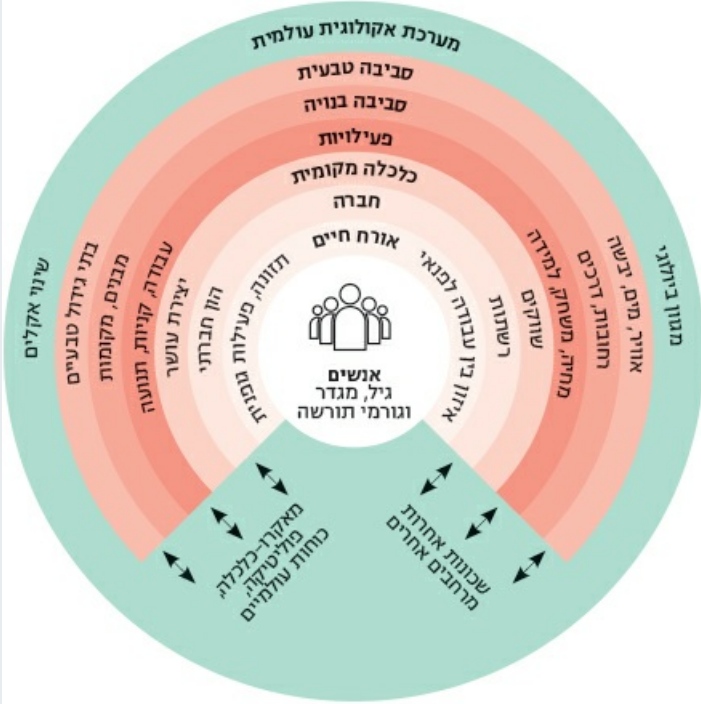 מערכת אקולוגית עולמית
סביבה טבעית
סביבה בנויה
פעילויות
כלכלה מקומית
חברה
אורח חיים
מגוון ביולוגי
אוויר, מים, יבשה
רחובות, דרכים
מחיה, משחק, למידה
שווקים
רשתות
איזון בין עבודה לפנאי
תזונה, פעילות גופנית
הון חברתי
יצירת עושר
עבודה, קניות, תנועה
מבנים, מקומות
בתי גידול טבעיים
שינוי אקלים
אנשים
גיל, מגדר
וגורמי תורשה
שכונות אחרות
מרחבים אחרים
מאקרו-כלכלה,
פוליטיקה,
כוחות עולמיים